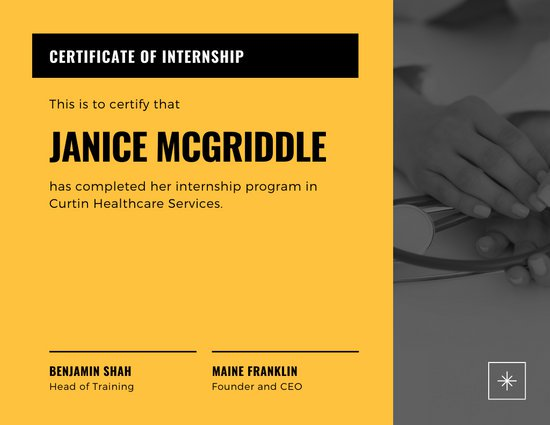 CERTIFICATE OF INTERNSHIP
This is to certify that
JANICE MCGRIDDLE
has completed her internship program in
Curtin Healthcare Services.
BENJAMIN SHAH
Head of Training
MAINE FRANKLIN
Founder and CEO